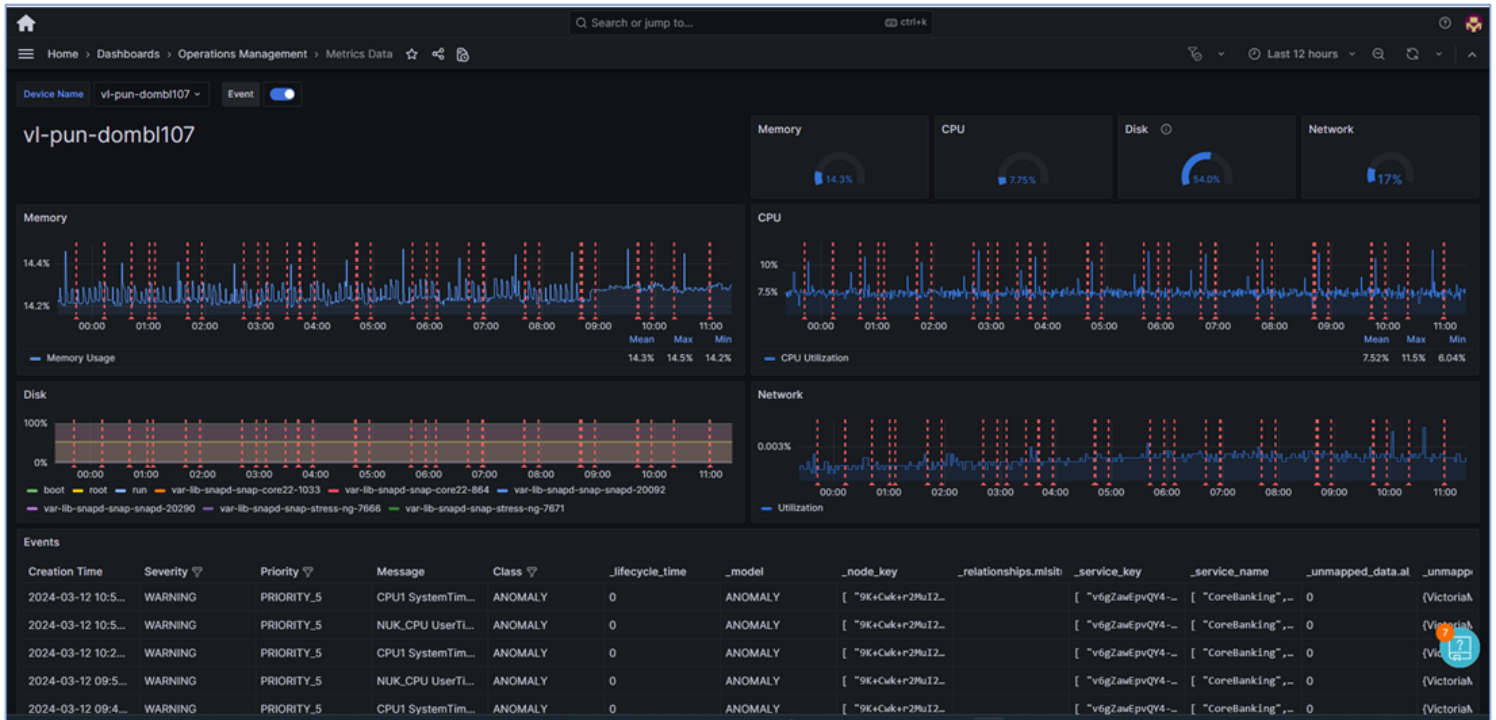 Search or jump to... ctrl+k
Home › Dashboards › Operations Management › Metrics Data Last 12 hours
Device Name vl-pun-dombl107 Event
vl-pun-dombl107
Memory CPU Disk Network
14.3% 7.75% 54.0% 17%
Memory
14.4%
14.2%
00:00 01:00 02:00 03:00 04:00 05:00 06:00 07:00 08:00 09:00 10:00 11:00
Mean Max Min
Memory Usage 14.3% 14.5% 14.2%
CPU
10%
7.5%
00:00 01:00 02:00 03:00 04:00 05:00 06:00 07:00 08:00 09:00 10:00 11:00
Mean Max Min
CPU Utilization 7.52% 11.5% 6.04%
Disk
100%
0%
00:00 01:00 02:00 03:00 04:00 05:00 06:00 07:00 08:00 09:00 10:00 11:00
boot root run var-lib-snapd-snap-core22-1033 var-lib-snapd-snap-core22-864 var-lib-snapd-snap-snapd-20092
var-lib-snapd-snap-snapd-20290 var-lib-snapd-snap-stress-ng-7666 var-lib-snapd-snap-stress-ng-7671
Network
0.003%
00:00 01:00 02:00 03:00 04:00 05:00 06:00 07:00 08:00 09:00 10:00 11:00
Utilization
Events
Creation Time Severity Priority Message Class _lifecycle_time _model _node_key _relationships.mlsit _service_key _service_name _unmapped_data.al _unmapp
2024-03-12 10:5... WARNING PRIORITY_5 CPU1 SystemTim... ANOMALY 0 ANOMALY [ "9K+Cwk+r2MuI2... [ "v6gZawEpvQY4-... [ "CoreBanking",... 0 {Victoria
2024-03-12 10:5... WARNING PRIORITY_5 NUK_CPU UserTi... ANOMALY 0 ANOMALY [ "9K+Cwk+r2MuI2... [ "v6gZawEpvQY4-... [ "CoreBanking",... 0
7
2024-03-12 10:2... WARNING PRIORITY_5 CPU1 SystemTim... ANOMALY 0 ANOMALY [ "9K+Cwk+r2MuI2... [ "v6gZawEpvQY4-... [ "CoreBanking",... 0 {Vic
2024-03-12 09:5... WARNING PRIORITY_5 NUK_CPU UserTi... ANOMALY 0 ANOMALY [ "9K+Cwk+r2MuI2... [ "v6gZawEpvQY4-... [ "CoreBanking",... 0 {Victoria
2024-03-12 09:4... WARNING PRIORITY_5 CPU1 SystemTim... ANOMALY 0 ANOMALY [ "9K+Cwk+r2MuI2... [ "v6gZawEpvQY4-... [ "CoreBanking",... 0 {Victoria